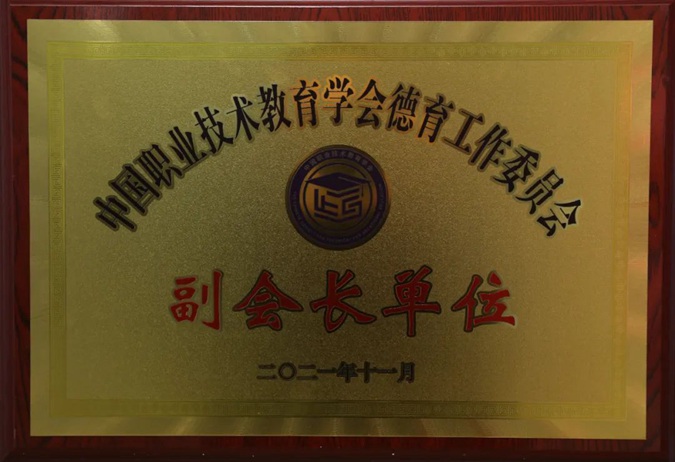 中国职业技术教育学会德育工作委员会
副会长单位
二〇二一年十一月